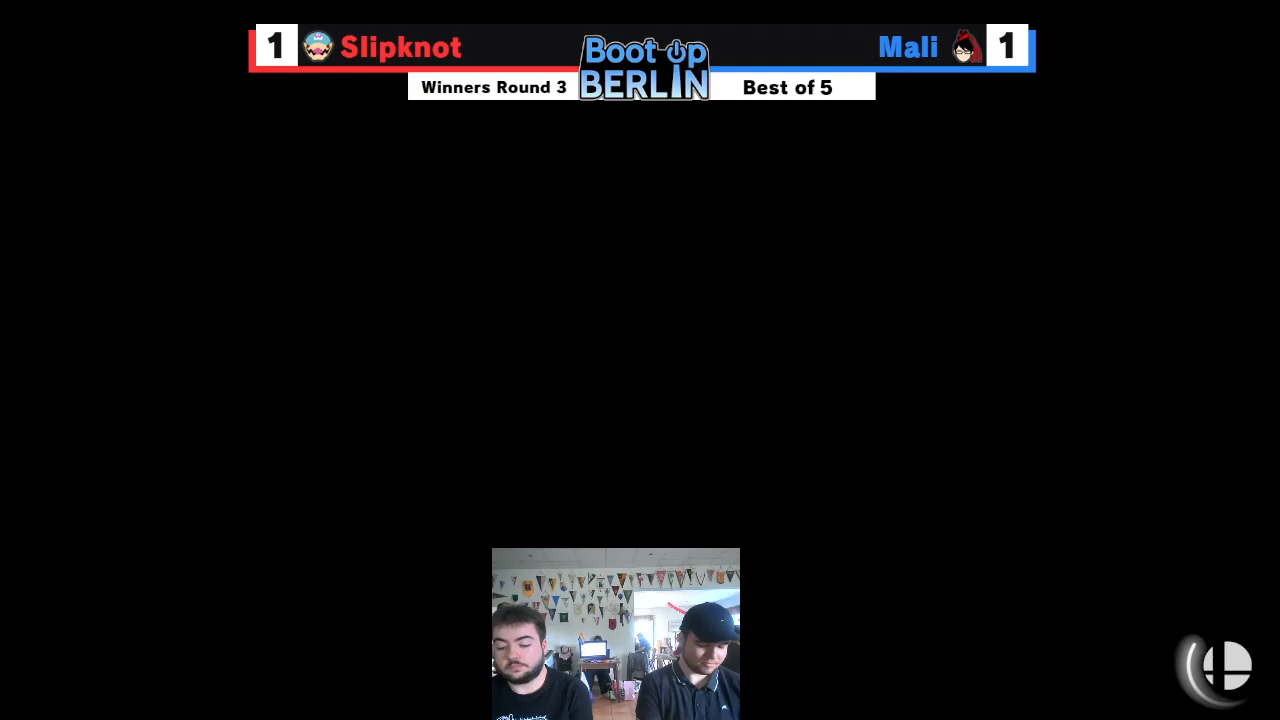 1 Slipknot
Boot up
BERLIN
Mali 1
Winners Round 3
Best of 5